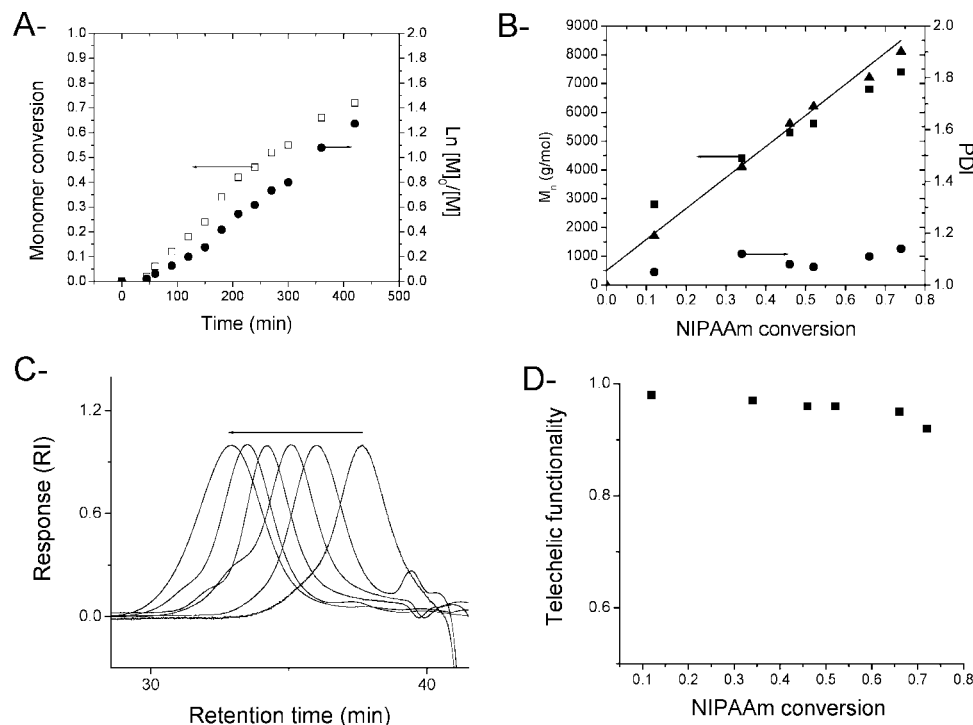 A-
1.0
0.9
0.8
0.7
0.6
0.5
0.4
0.3
0.2
0.1
0.0
Monomer conversion
2.0
1.8
1.6
1.4
1.2
1.0
0.8
0.6
0.4
0.2
0.0
Ln [M]0/[M]
0 100 200 300 400 500
Time (min)
B-
9000
8000
7000
6000
5000
4000
3000
2000
1000
0
Mn (g/mol)
2.0
1.8
1.6
1.4
1.2
1.0
PDI
0.0 0.1 0.2 0.3 0.4 0.5 0.6 0.7 0.8
NIPAAm conversion
C-
1.2
0.6
0.0
Response (RI)
30 40
Retention time (min)
D-
1.0
0.8
0.6
Telechelic functionality
0.1 0.2 0.3 0.4 0.5 0.6 0.7 0.8
NIPAAm conversion